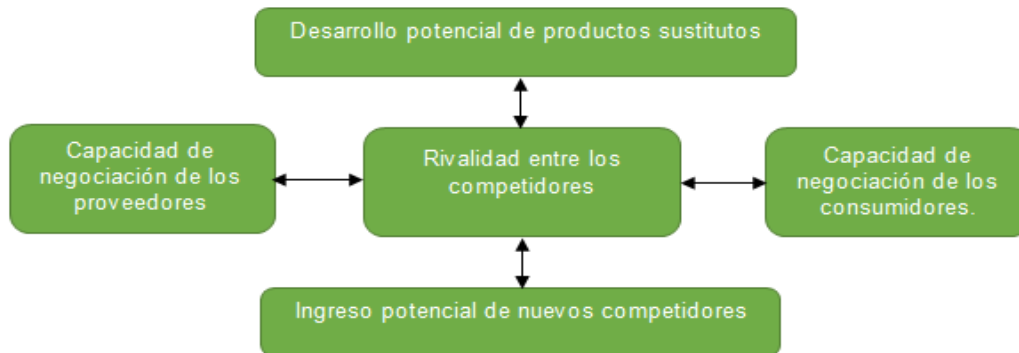 Desarrollo potencial de productos sustitutos
Capacidad de
negociación de los
proveedores
Rivalidad entre los
competidores
Capacidad de
negociación de los
consumidores.
Ingreso potencial de nuevos competidores